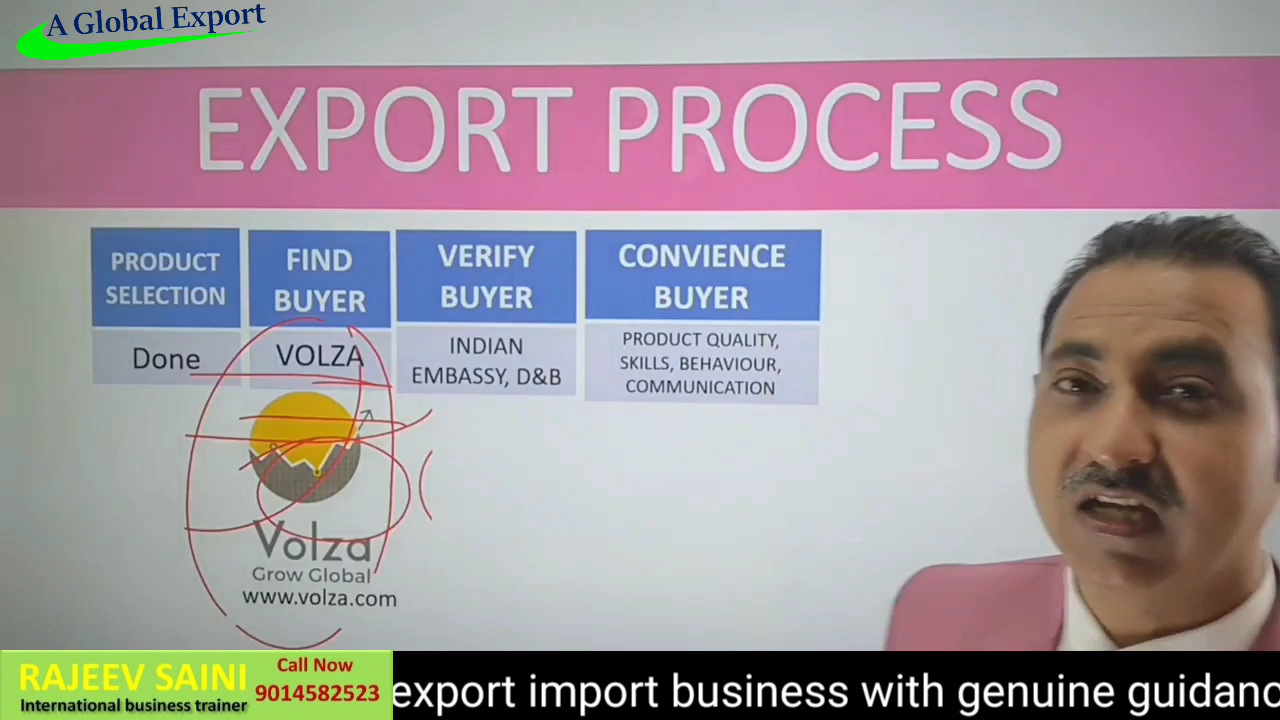 A Global Export
EXPORT PROCESS
PRODUCT
SELECTION
FIND
BUYER
VERIFY
BUYER
CONVIENCE
BUYER
Done
VOLZA
INDIAN
EMBASSY, D&B
PRODUCT QUALITY,
SKILLS, BEHAVIOUR,
COMMUNICATION
Volza
Grow Global
www.volza.com
RAJEEV SAINI
International business trainer
Call Now
9014582523
export import business with genuine guidanc